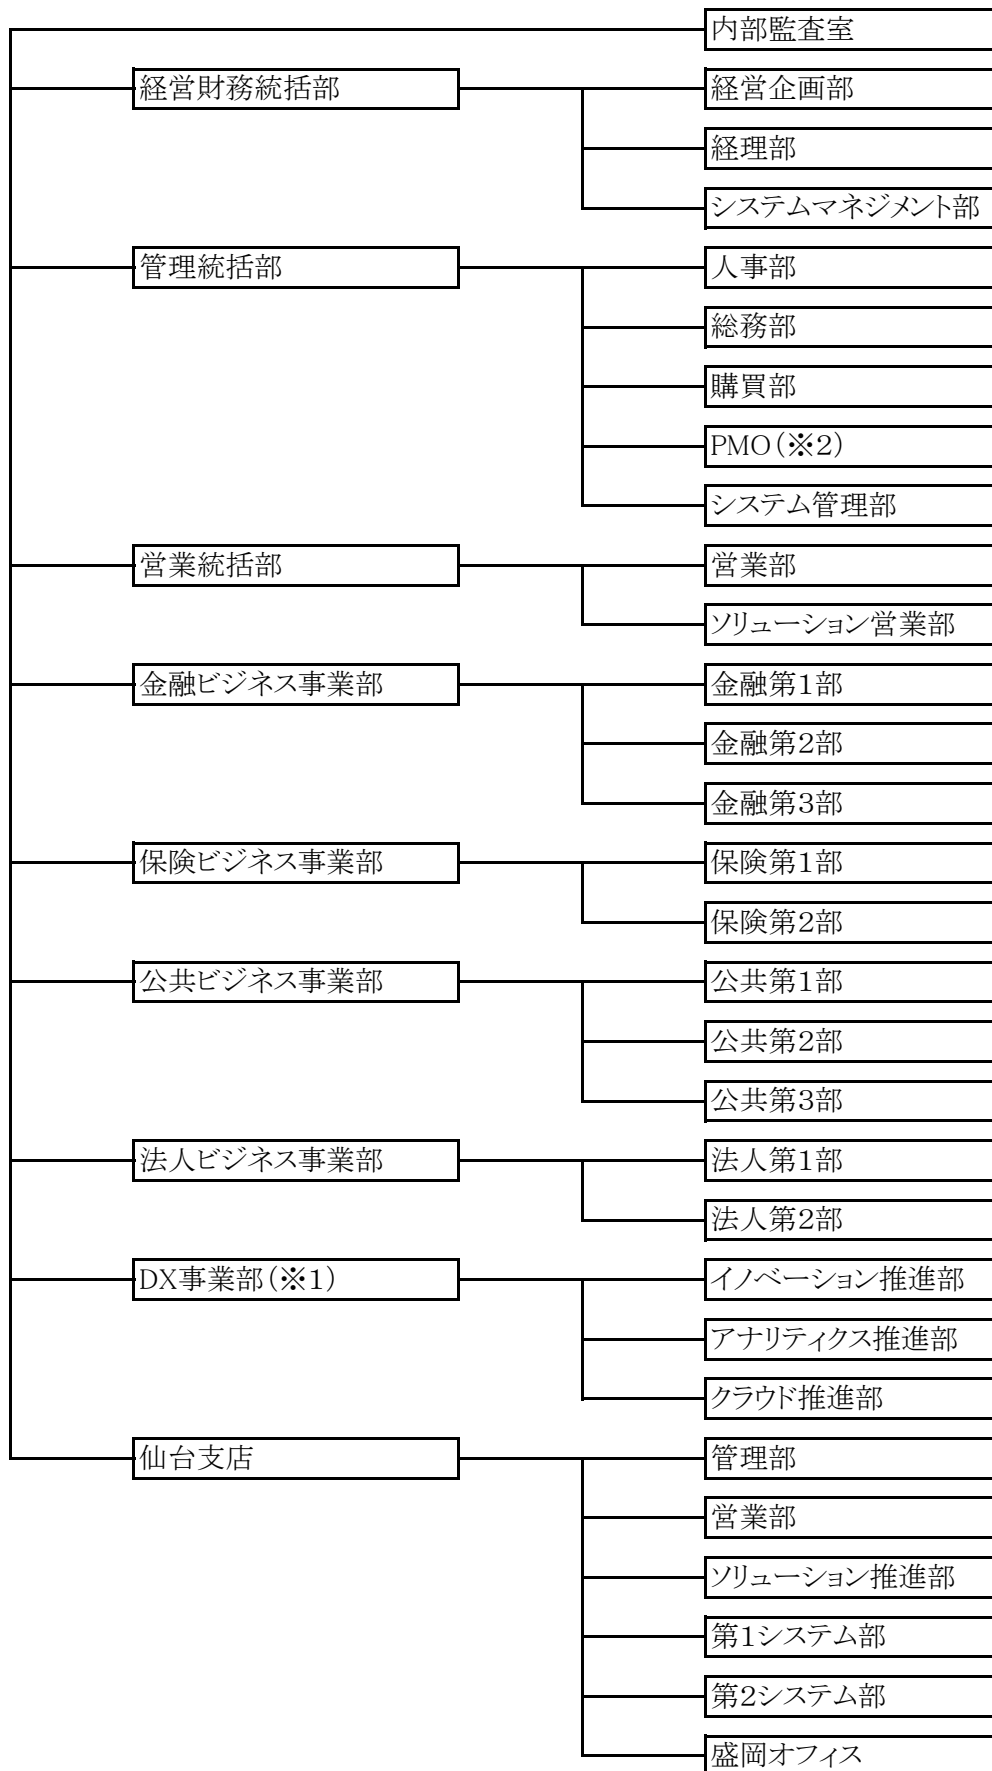 内部監査室
経営財務統括部
経営企画部
経理部
システムマネジメント部
管理統括部
人事部
総務部
購買部
PMO(※2)
システム管理部
営業統括部
営業部
ソリューション営業部
金融ビジネス事業部
金融第1部
金融第2部
金融第3部
保険ビジネス事業部
保険第1部
保険第2部
公共ビジネス事業部
公共第1部
公共第2部
公共第3部
法人ビジネス事業部
法人第1部
法人第2部
DX事業部(※1)
イノベーション推進部
アナリティクス推進部
クラウド推進部
仙台支店
管理部
営業部
ソリューション推進部
第1システム部
第2システム部
盛岡オフィス